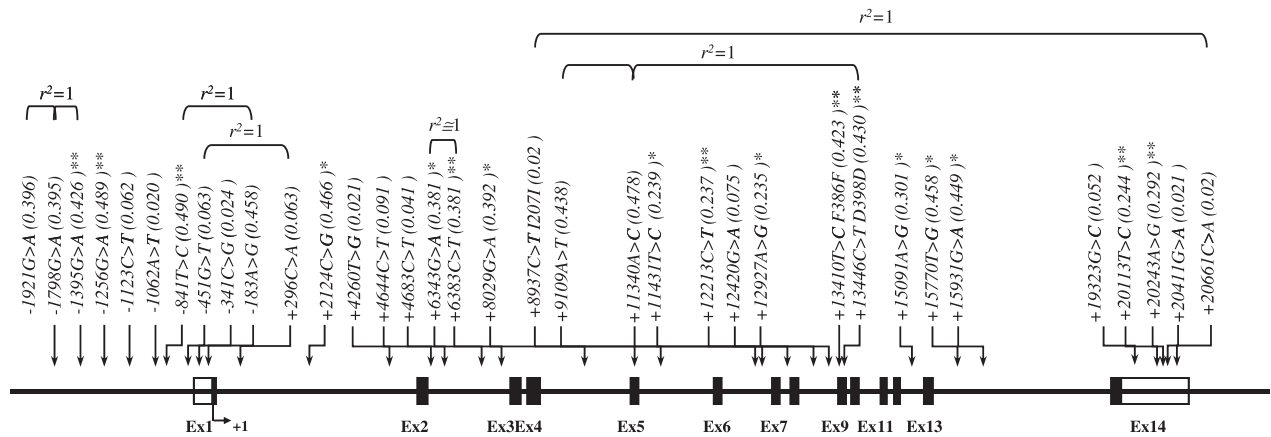 r²=1
r²=1
r²=1
r²=1
r²=1
r²≅1
-1921G>A (0.396)
-1798G>A (0.395)
-1395G>A (0.426 )**
-1256G>A (0.489 )**
-1123C>T (0.062 )
-1062A>T (0.020 )
-841T>C (0.490 )**
-451G>T (0.063)
-341C>G (0.024 )
-183A>G (0.458)
+296C>A (0.063)
+2124C>G (0.466 )*
+4260T>G (0.021)
+4644C>T (0.091 )
+4683C>T (0.041 )
+6343G>A (0.381 )*
+6383C>T (0.381 )**
+8029G>A (0.392 )*
+8937C>T I207I (0.02 )
+9109A>T (0.438)
+11340A>C (0.478)
+11431T>C (0.239 )*
+12213C>T (0.237 )**
+12420G>A (0.075)
+12927A>G (0.235 )*
+13410T>C F386F (0.423 )**
+13446C>T D398D (0.430 )**
+15091A>G (0.301 )*
+15770T>G (0.458 )*
+15931G>A (0.449 )*
+19323G>C (0.052 )
+20113T>C (0.244 )**
+20243A>G (0.292 )**
+20411G>A (0.021 )
+20661C>A (0.02)
Ex1 +1 Ex2 Ex3Ex4 Ex5 Ex6 Ex7 Ex9 Ex11 Ex13 Ex14